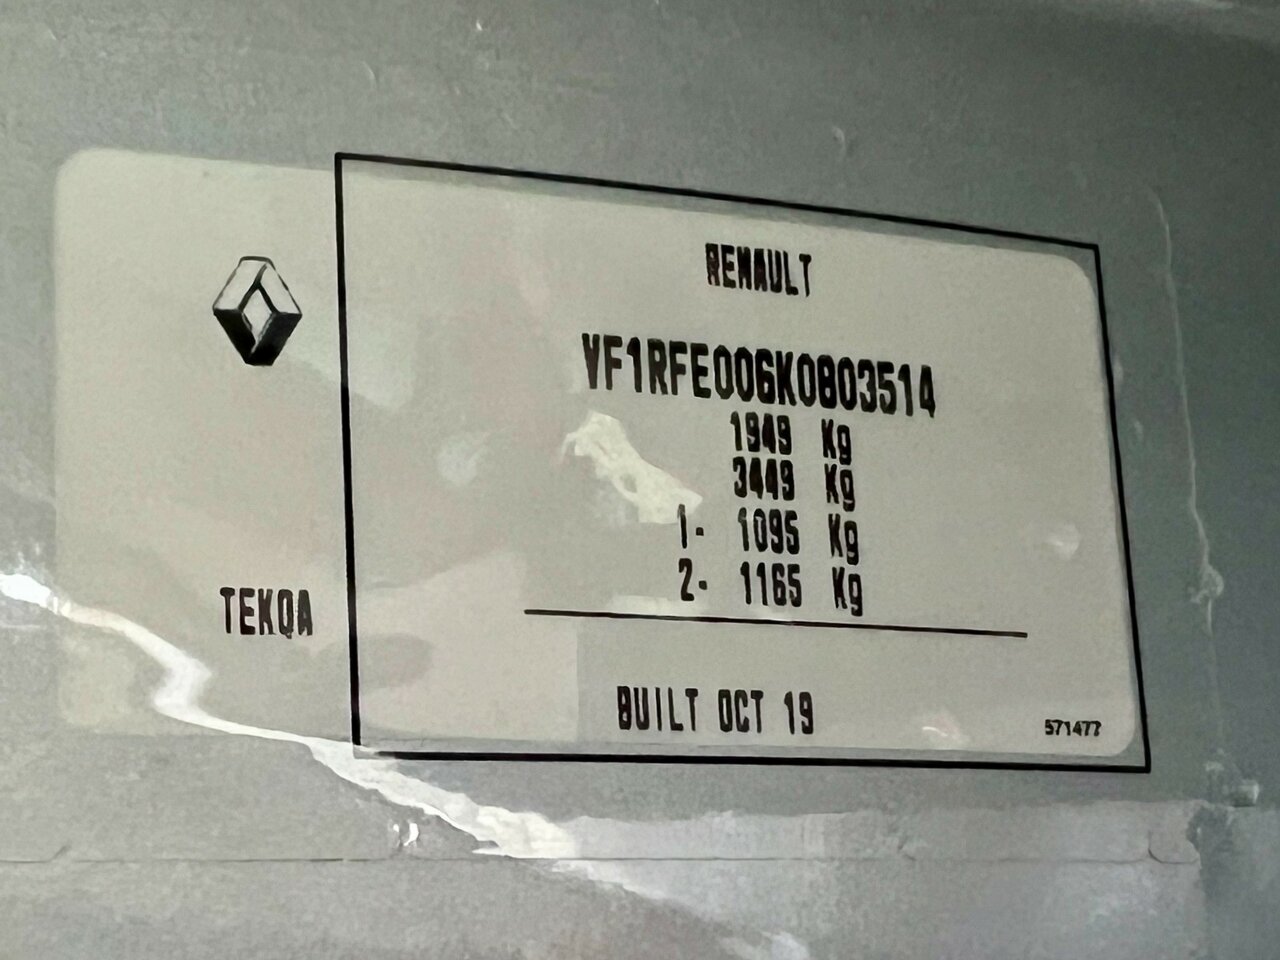 RENAULT
VF1RFE006K0803514
1949 Kg
3449 Kg
1- 1095 Kg
2- 1165 Kg
TEKQA
BUILT OCT 19
571477